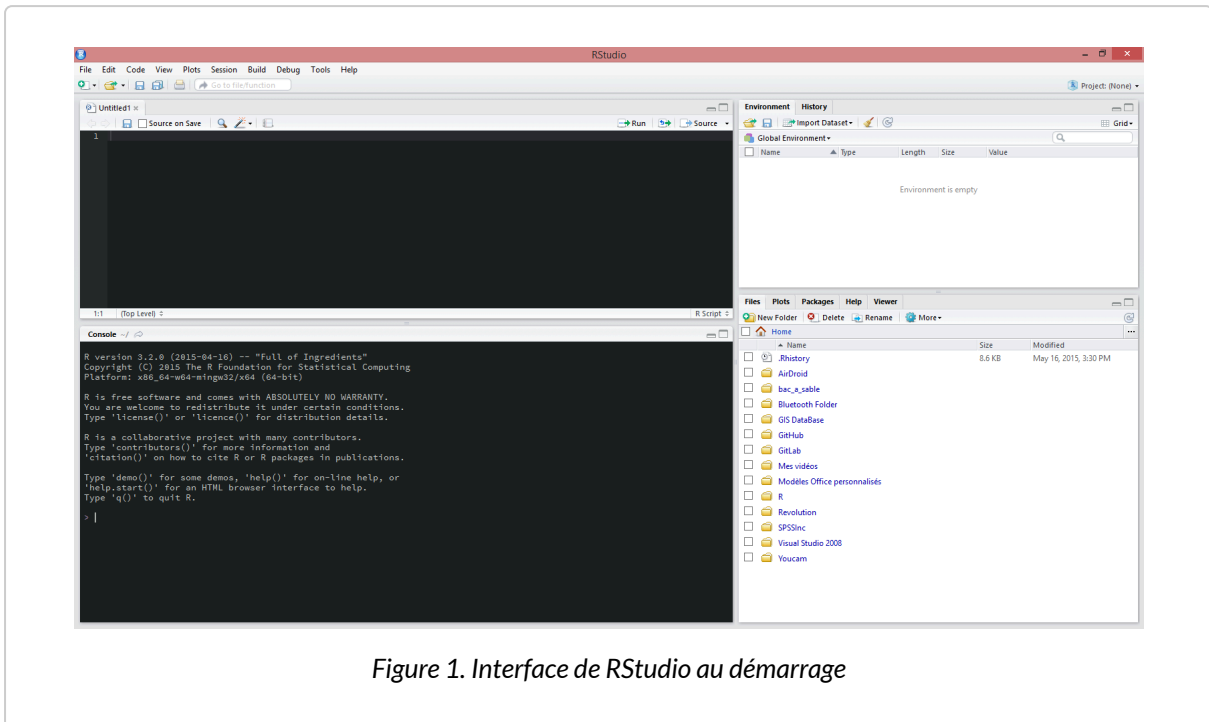 RStudio
File Edit Code View Plots Session Build Debug Tools Help
Go to file/function
Project: (None)
Untitled1
Source on Save
Run
Source
1
1:1 (Top Level)
R Script
Console ~/
R version 3.2.0 (2015-04-16) -- "Full of Ingredients"
Copyright (C) 2015 The R Foundation for Statistical Computing
Platform: x86_64-w64-mingw32/x64 (64-bit)
R is free software and comes with ABSOLUTELY NO WARRANTY.
You are welcome to redistribute it under certain conditions.
Type 'license()' or 'licence()' for distribution details.
R is a collaborative project with many contributors.
Type 'contributors()' for more information and
'citation()' on how to cite R or R packages in publications.
Type 'demo()' for some demos, 'help()' for on-line help, or
'help.start()' for an HTML browser interface to help.
Type 'q()' to quit R.
>
Environment History
Import Dataset
Grid
Global Environment
Name Type Length Size Value
Environment is empty
Files Plots Packages Help Viewer
New Folder Delete Rename More
Home
Name Size Modified
.Rhistory 8.6 KB May 16, 2015, 3:30 PM
AirDroid
bac_a_sable
Bluetooth Folder
GIS DataBase
GitHub
GitLab
Mes vidéos
Modèles Office personnalisés
R
Revolution
SPSSInc
Visual Studio 2008
Youcam
Figure 1. Interface de RStudio au démarrage